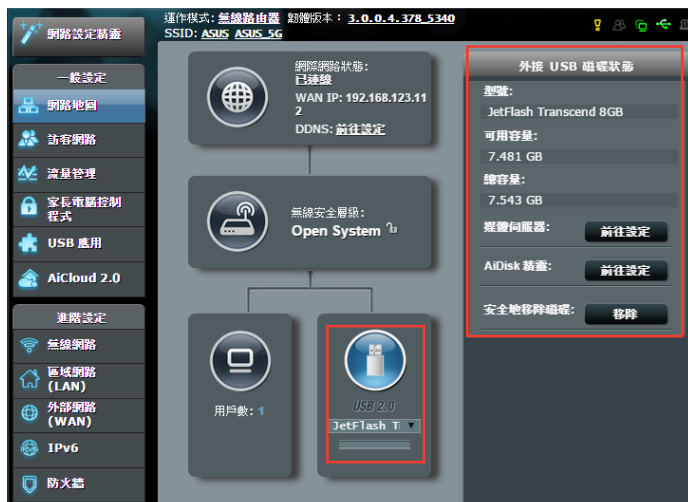 運作模式: 無線路由器 韌體版本： 3.0.0.4.378_5340
SSID: ASUS ASUS_5G
網路設定精靈
一般設定
網路地圖
訪客網路
流量管理
家長電腦控制
程式
USB 應用
AiCloud 2.0
進階設定
無線網路
區域網路
(LAN)
外部網路
(WAN)
IPv6
防火牆
網際網路狀態:
已連線
WAN IP: 192.168.123.11
2
DDNS: 前往設定
無線安全層級:
Open System
用戶數: 1
USB 2.0
JetFlash T
外接 USB 磁碟狀態
型號:
JetFlash Transcend 8GB
可用容量:
7.481 GB
總容量:
7.543 GB
媒體伺服器:
前往設定
AiDisk 精靈:
前往設定
安全地移除磁碟:
移除